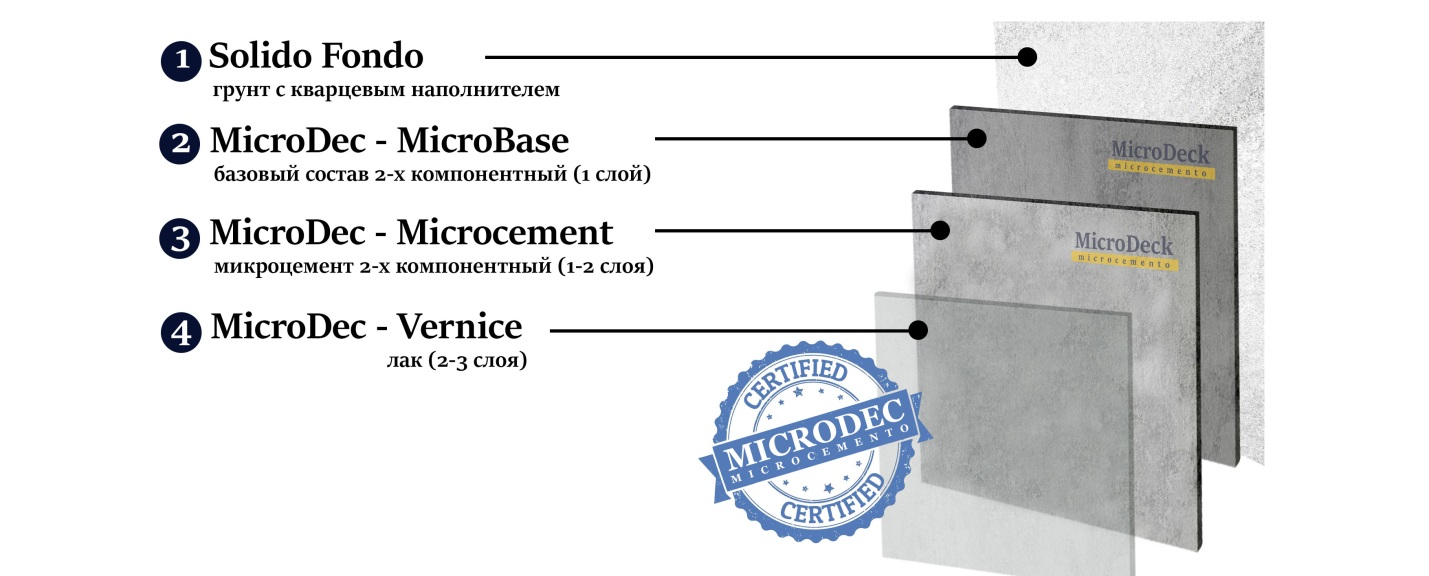 1 Solido Fondo
грунт с кварцевым наполнителем
2 MicroDec - MicroBase
базовый состав 2-х компонентный (1 слой)
3 MicroDec - Microcement
микроцемент 2-х компонентный (1-2 слоя)
4 MicroDec - Vernice
лак (2-3 слоя)
MicroDeck
microcemento
MicroDeck
microcemento
CERTIFIED
MICRODEC
MICROCEMENTO
CERTIFIED